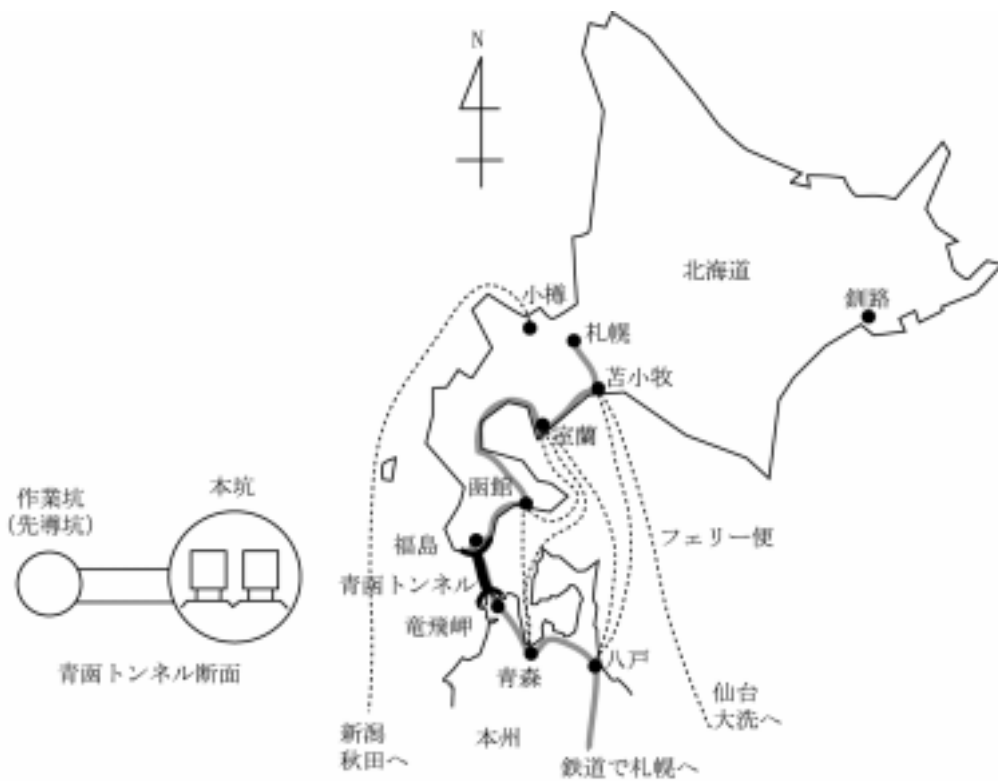 N
北海道
小樽
釧路
札幌
苫小牧
室蘭
函館
福島
フェリー便
青函トンネル
竜飛岬
青森
八戸
仙台
大洗へ
新潟
秋田へ
本州
鉄道で札幌へ
作業坑
(先導坑)
本坑
青函トンネル断面